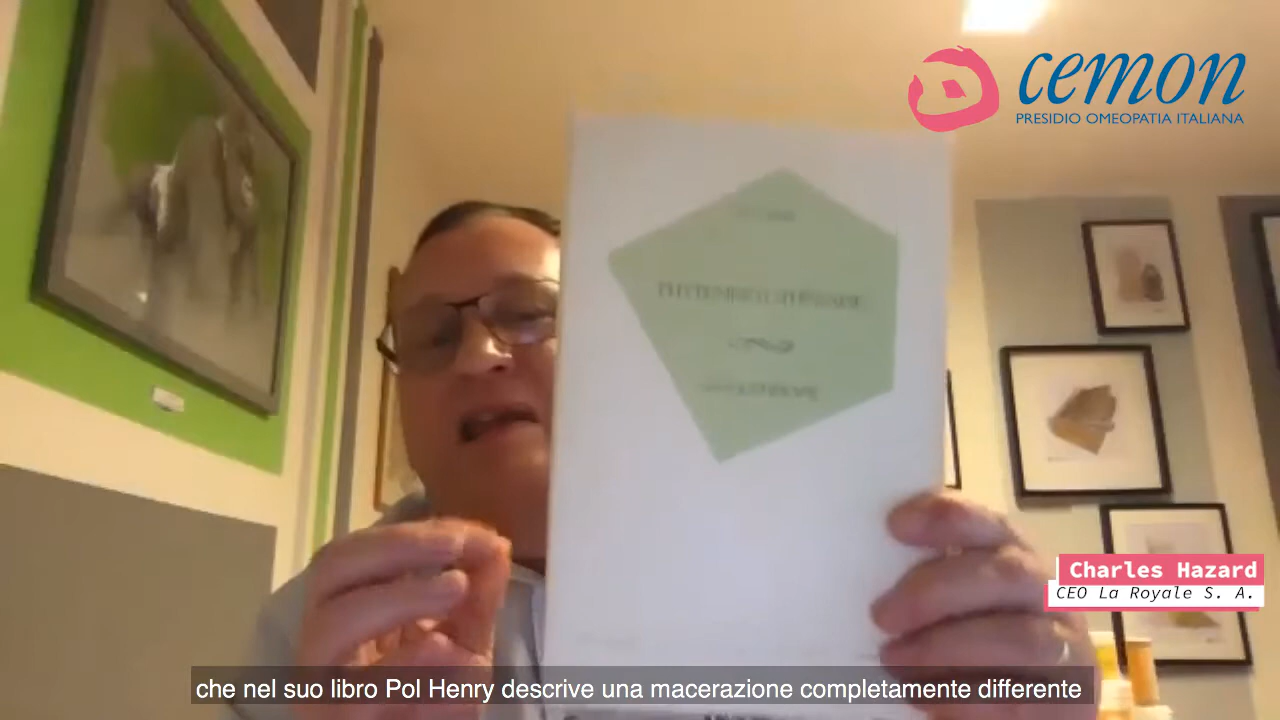 cemon
PRESIDIO OMEOPATIA ITALIANA
Charles Hazard
CEO La Royale S. A.
che nel suo libro Pol Henry descrive una macerazione completamente differente